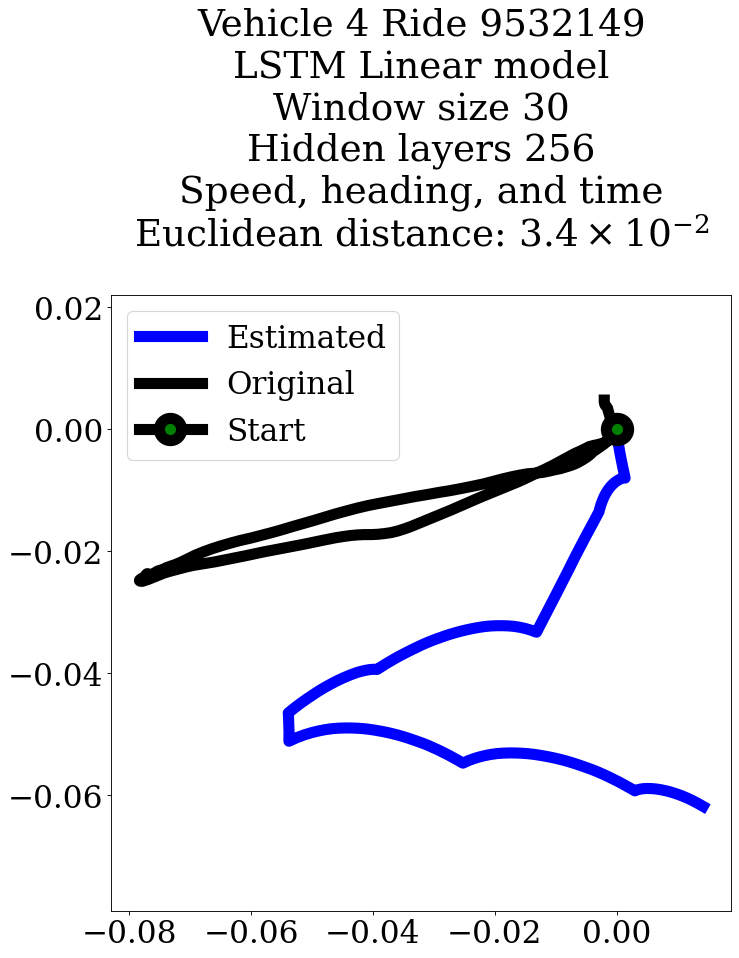 Vehicle 4 Ride 9532149
LSTM Linear model
Window size 30
Hidden layers 256
Speed, heading, and time
Euclidean distance: 3.4 × 10⁻²
0.02
Estimated
Original
0.00
Start
−0.02
−0.04
−0.06
−0.08 −0.06 −0.04 −0.02 0.00